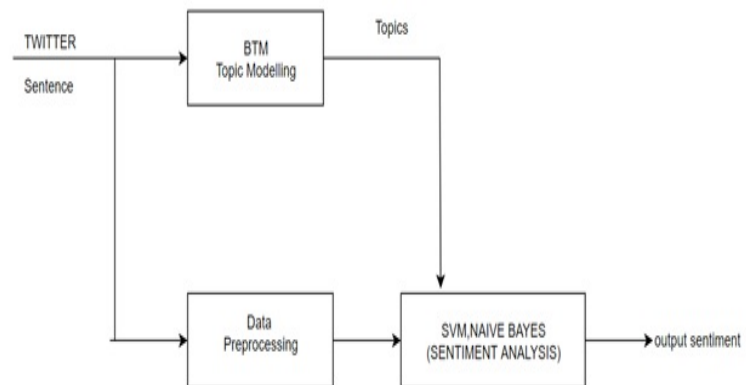 TWITTER
Sentence
BTM
Topic Modelling
Topics
Data
Preprocessing
SVM,NAIVE BAYES
(SENTIMENT ANALYSIS)
output sentiment